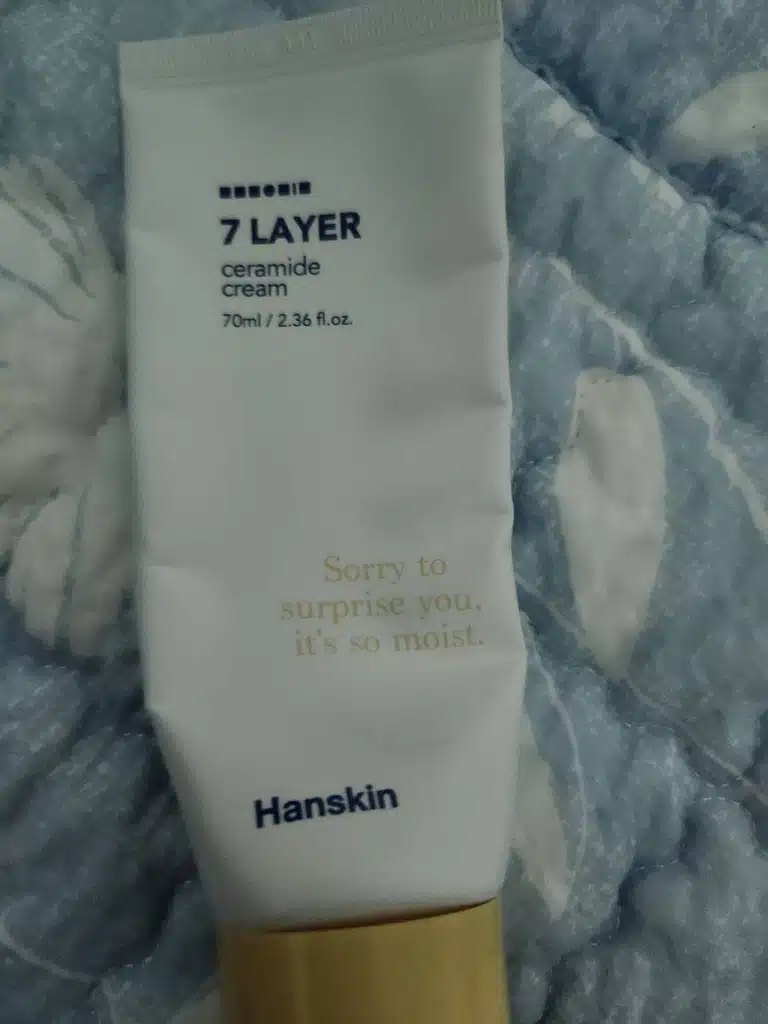 7 LAYER
ceramide
cream
70ml / 2.36 fl.oz.
Sorry to
surprise you,
it's so moist.
Hanskin